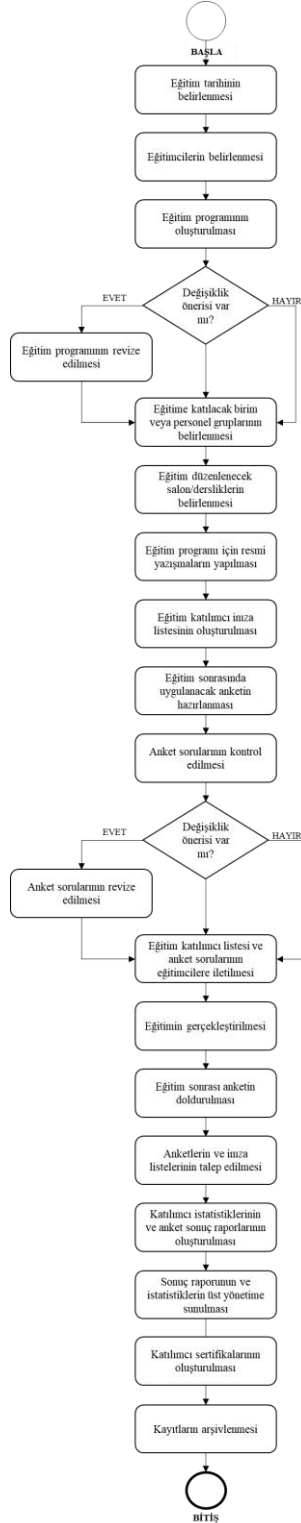 BAŞLA
Eğitim tarihinin
belirlenmesi
Eğitimcilerin belirlenmesi
Eğitim programının
oluşturulması
Değişiklik
önerisi var
mı?
EVET
HAYIR
Eğitim programının revize
edilmesi
Eğitime katılacak birim
veya personel gruplarının
belirlenmesi
Eğitim düzenlenecek
salon/dersliklerin
belirlenmesi
Eğitim programı için resmi
yazışmaların yapılması
Eğitim katılımcı imza
listesinin oluşturulması
Eğitim sonrasında
uygulanacak anketin
hazırlanması
Anket sorularının kontrol
edilmesi
Değişiklik
önerisi var
mı?
EVET
HAYIR
Anket sorularının revize
edilmesi
Eğitim katılımcı listesi ve
anket sorularının
eğitimcilere iletilmesi
Eğitimin gerçekleştirilmesi
Eğitim sonrası anketin
doldurulması
Anketlerin ve imza
listelerinin talep edilmesi
Katılımcı istatistiklerinin
ve anket sonuç raporlarının
oluşturulması
Sonuç raporunun ve
istatistiklerin üst yönetime
sunulması
Katılımcı sertifikalarının
oluşturulması
Kayıtların arşivlenmesi
BİTİŞ